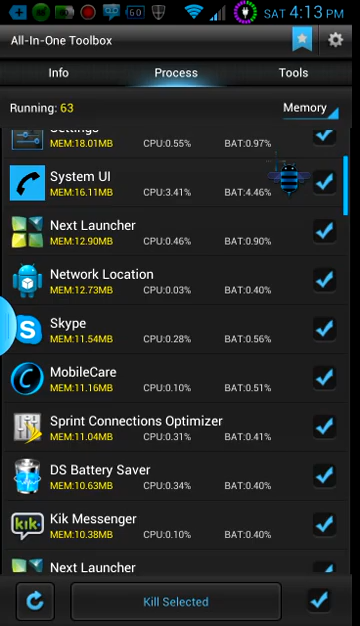 60
SAT 4:13 PM
All-In-One Toolbox
Info Process Tools
Running: 63 Memory
Settings
MEM:18.01MB CPU:0.55% BAT:0.97%
System UI
MEM:16.11MB CPU:3.41% BAT:4.46%
Next Launcher
MEM:12.90MB CPU:0.46% BAT:0.90%
Network Location
MEM:12.73MB CPU:0.03% BAT:0.40%
Skype
MEM:11.54MB CPU:0.28% BAT:0.56%
MobileCare
MEM:11.16MB CPU:0.10% BAT:0.51%
Sprint Connections Optimizer
MEM:11.04MB CPU:0.31% BAT:0.41%
DS Battery Saver
MEM:10.63MB CPU:0.34% BAT:0.40%
kik
Kik Messenger
MEM:10.38MB CPU:0.10% BAT:0.40%
Next Launcher
Kill Selected